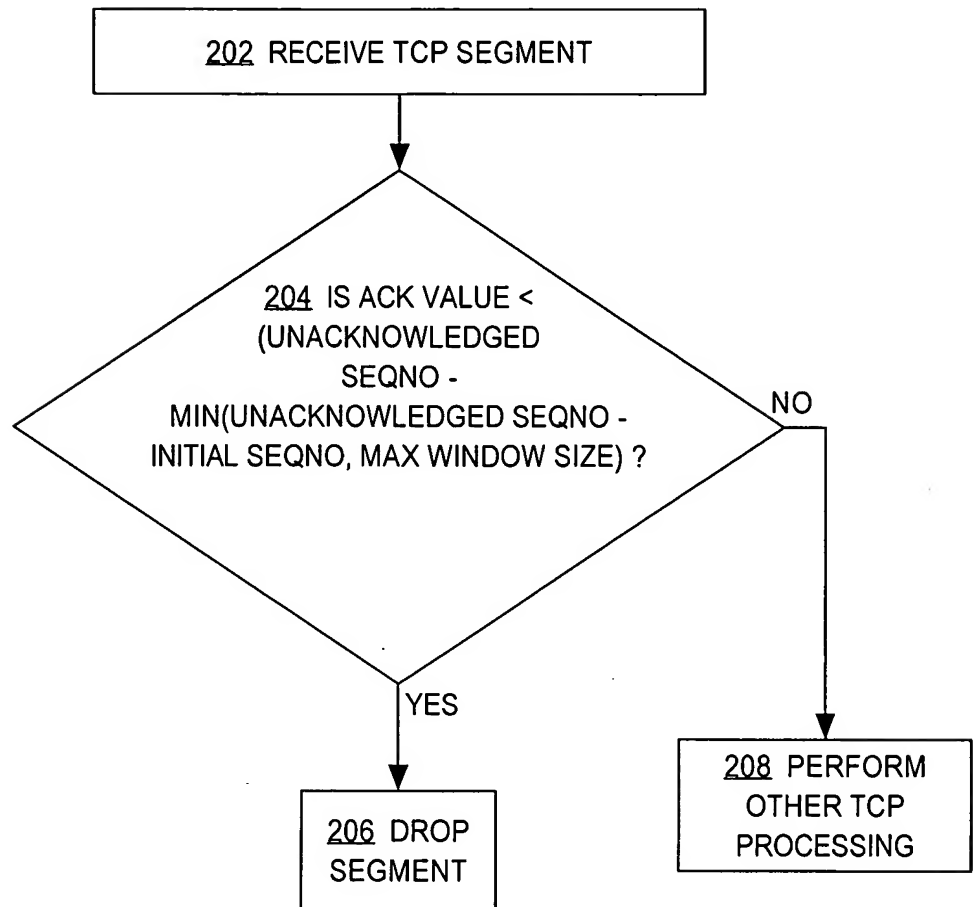 202 RECEIVE TCP SEGMENT
204 IS ACK VALUE <
(UNACKNOWLEDGED
SEQNO -
MIN(UNACKNOWLEDGED SEQNO -
INITIAL SEQNO, MAX WINDOW SIZE) ?
NO
YES
208 PERFORM
OTHER TCP
PROCESSING
206 DROP
SEGMENT